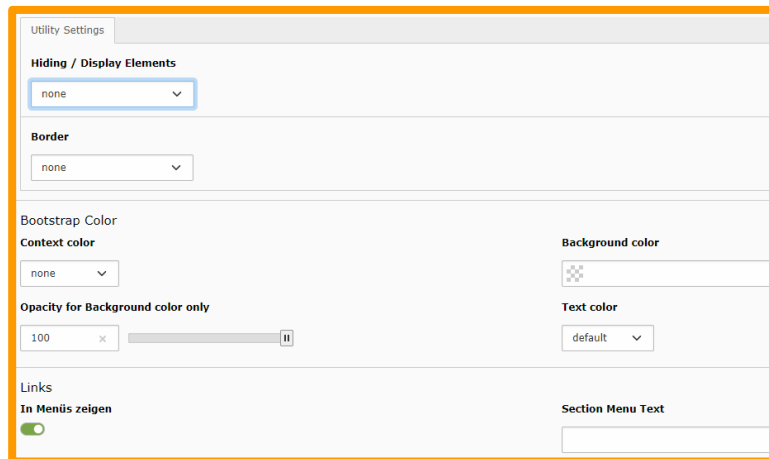 Utility Settings
Hiding / Display Elements
none
Border
none
Bootstrap Color
Context color
Background color
none
Opacity for Background color only
Text color
100
default
Links
In Menüs zeigen
Section Menu Text